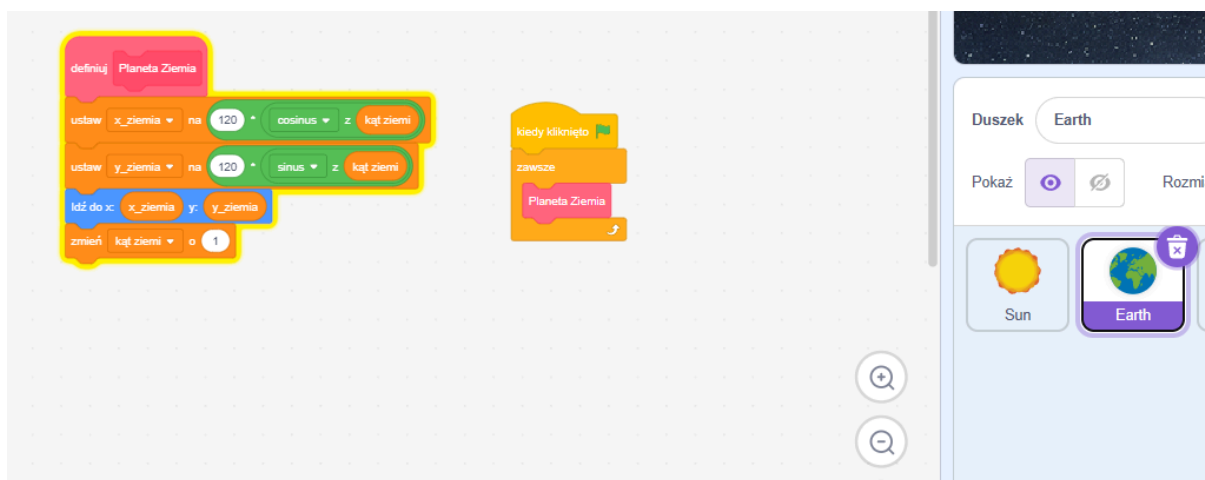 definiuj Planeta Ziemia
ustaw x_ziemia na 120 * cosinus z kąt ziemi
ustaw y_ziemia na 120 * sinus z kąt ziemi
Idź do x: x_ziemia y: y_ziemia
zmień kąt ziemi o 1
kiedy kliknięto
zawsze
Planeta Ziemia
Duszek Earth
Pokaż Rozmi
Sun
Earth